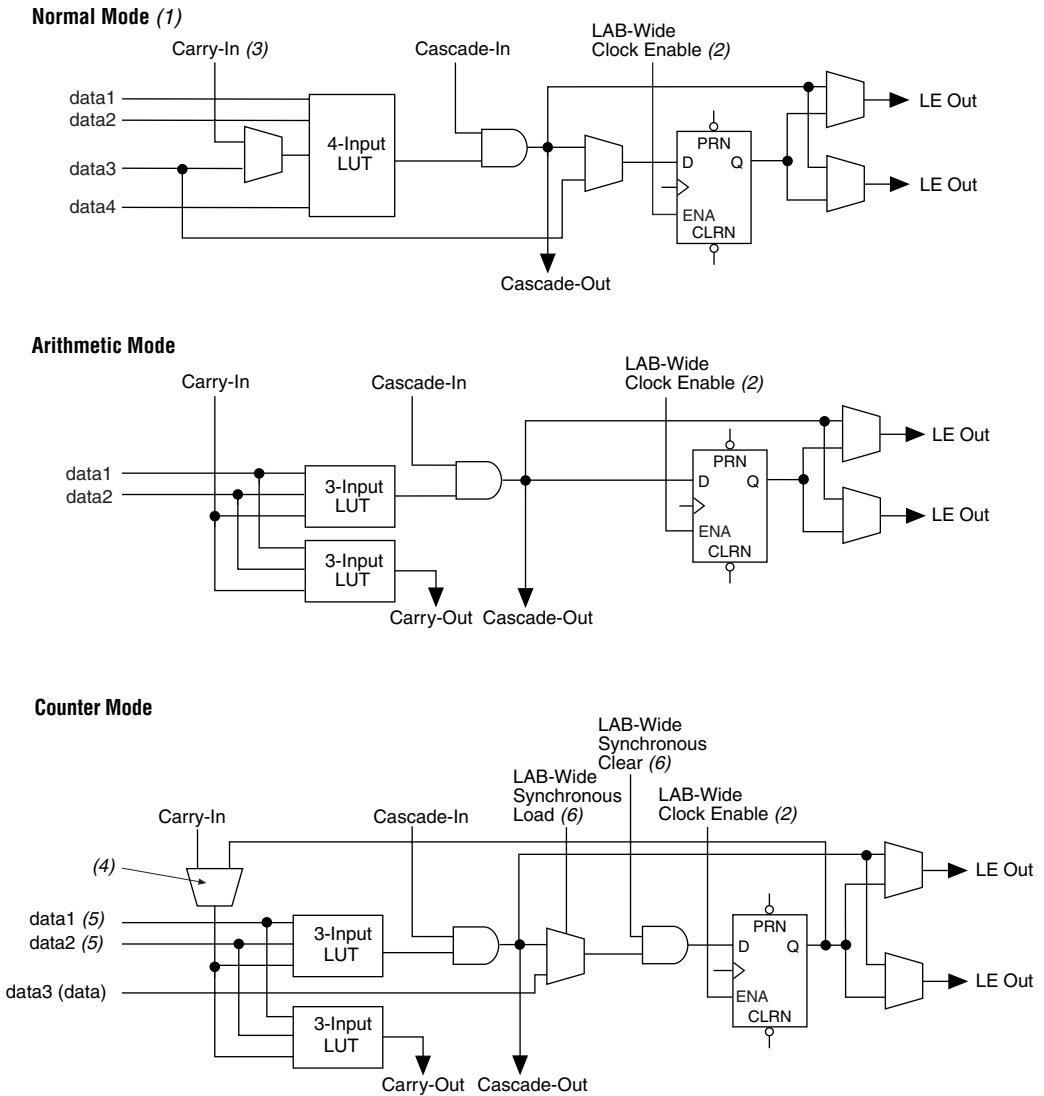 Normal Mode (1)
Carry-In (3)
Cascade-In
LAB-Wide
Clock Enable (2)
data1
data2
data3
data4
4-Input
LUT
PRN
D
Q
ENA
CLRN
LE Out
LE Out
Cascade-Out
Arithmetic Mode
Carry-In
Cascade-In
LAB-Wide
Clock Enable (2)
data1
data2
3-Input
LUT
3-Input
LUT
PRN
D
Q
ENA
CLRN
LE Out
LE Out
Carry-Out
Cascade-Out
Counter Mode
Carry-In
Cascade-In
LAB-Wide
Synchronous
Load (6)
LAB-Wide
Synchronous
Clear (6)
LAB-Wide
Clock Enable (2)
(4)
data1 (5)
data2 (5)
data3 (data)
3-Input
LUT
3-Input
LUT
PRN
D
Q
ENA
CLRN
LE Out
LE Out
Carry-Out
Cascade-Out